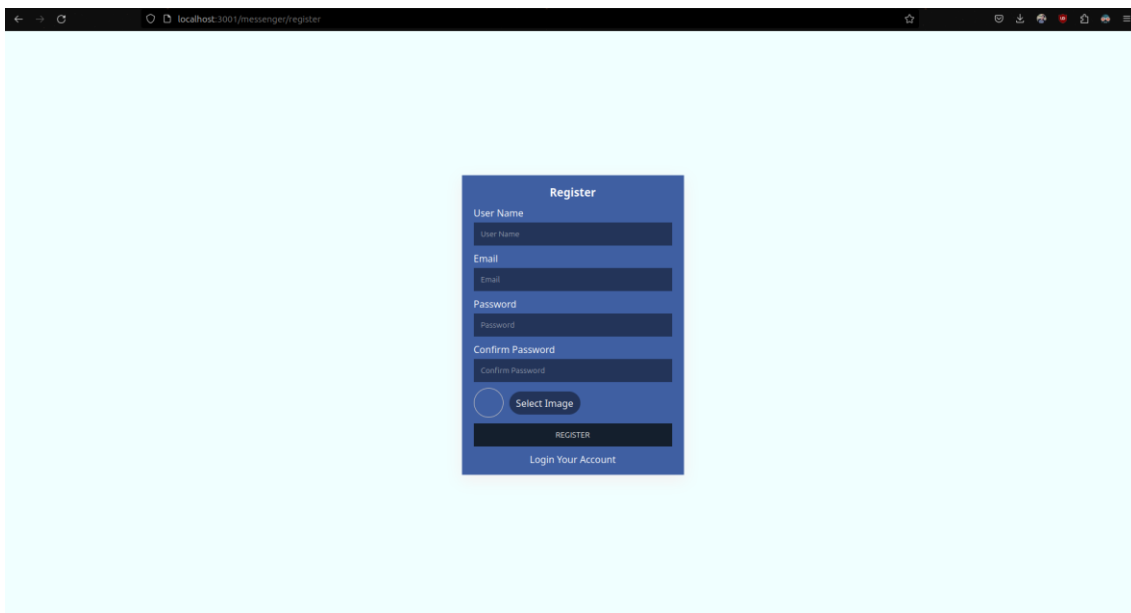 localhost:3001/messenger/register
Register
User Name
User Name
Email
Email
Password
Password
Confirm Password
Confirm Password
Select Image
REGISTER
Login Your Account